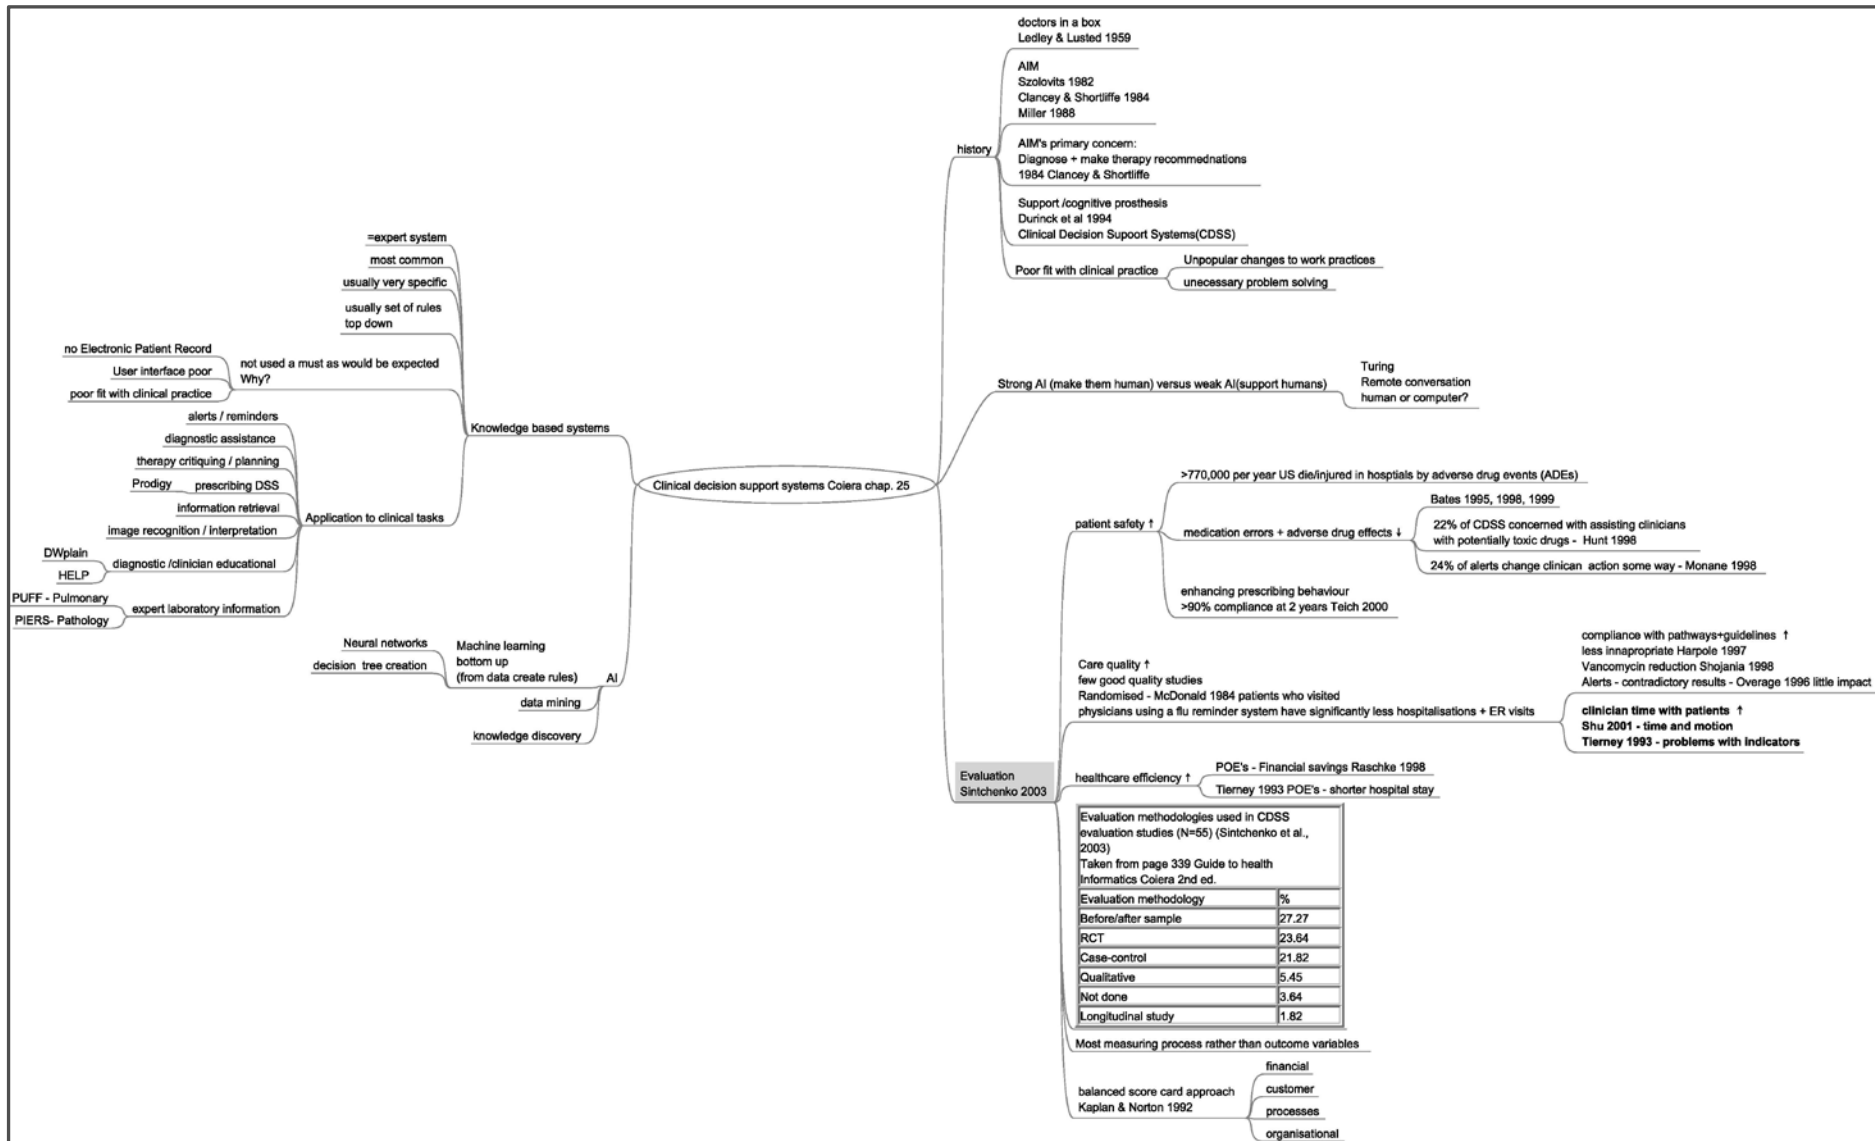 Clinical decision support systems Coiera chap. 25
history
doctors in a box
Ledley & Lusted 1959
AIM
Szolovits 1982
Clancey & Shortliffe 1984
Miller 1988
AIM's primary concern:
Diagnose + make therapy recommednations
1984 Clancey & Shortliffe
Support /cognitive prosthesis
Durinck et al 1994
Clinical Decision Supoort Systems(CDSS)
Poor fit with clinical practice
Unpopular changes to work practices
unecessary problem solving
Strong AI (make them human) versus weak AI(support humans)
Turing
Remote conversation
human or computer?
Evaluation
Sintchenko 2003
patient safety ↑
>770,000 per year US die/injured in hosptials by adverse drug events (ADEs)
medication errors + adverse drug effects ↓
Bates 1995, 1998, 1999
22% of CDSS concerned with assisting clinicians
with potentially toxic drugs - Hunt 1998
24% of alerts change clinican action some way - Monane 1998
enhancing prescribing behaviour
>90% compliance at 2 years Teich 2000
Care quality ↑
few good quality studies
Randomised - McDonald 1984 patients who visited
physicians using a flu reminder system have significantly less hospitalisations + ER visits
compliance with pathways+guidelines ↑
less innapropriate Harpole 1997
Vancomycin reduction Shojania 1998
Alerts - contradictory results - Overage 1996 little impact
clinician time with patients ↑
Shu 2001 - time and motion
Tierney 1993 - problems with indicators
healthcare efficiency ↑
POE's - Financial savings Raschke 1998
Tierney 1993 POE's - shorter hospital stay
Evaluation methodologies used in CDSS
evaluation studies (N=55) (Sintchenko et al.,
2003)
Taken from page 339 Guide to health
Informatics Coiera 2nd ed.
Evaluation methodology %
Before/after sample 27.27
RCT 23.64
Case-control 21.82
Qualitative 5.45
Not done 3.64
Longitudinal study 1.82
Most measuring process rather than outcome variables
balanced score card approach
Kaplan & Norton 1992
financial
customer
processes
organisational
Knowledge based systems
=expert system
most common
usually very specific
usually set of rules
top down
not used a must as would be expected
Why?
no Electronic Patient Record
User interface poor
poor fit with clinical practice
Application to clinical tasks
alerts / reminders
diagnostic assistance
therapy critiquing / planning
prescribing DSS
Prodigy
information retrieval
image recognition / interpretation
diagnostic /clinician educational
DWplain
HELP
expert laboratory information
PUFF - Pulmonary
PIERS- Pathology
AI
Machine learning
bottom up
(from data create rules)
Neural networks
decision tree creation
data mining
knowledge discovery